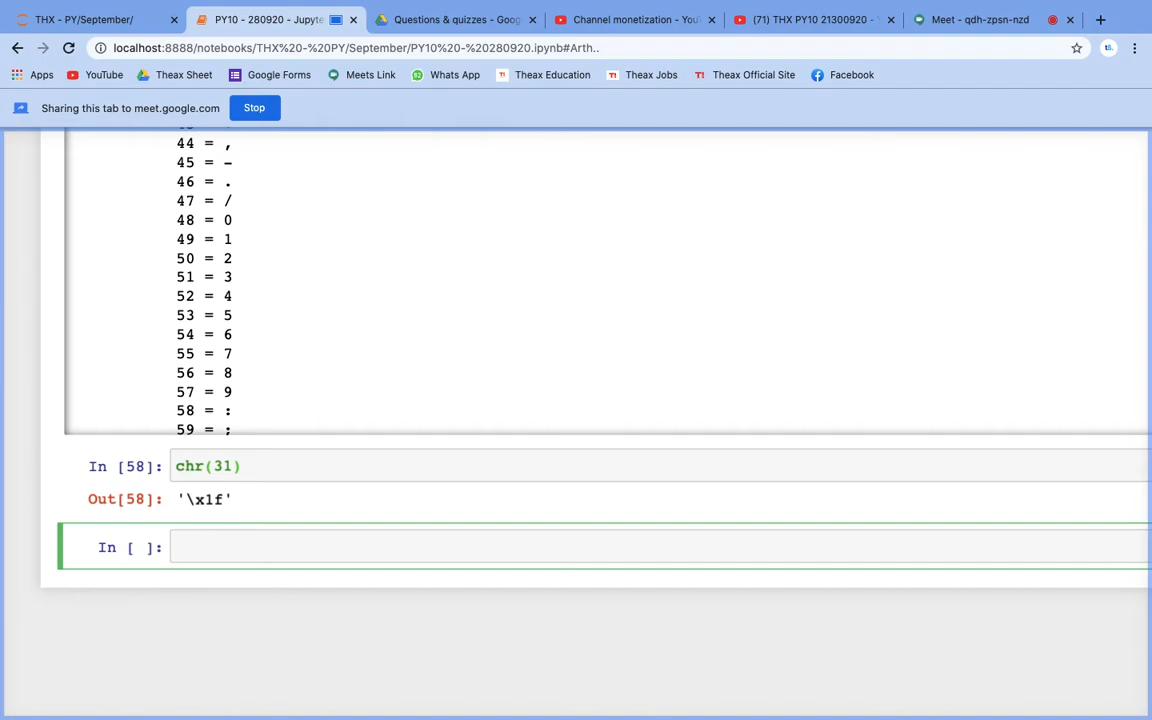 THX - PY/September/
PY10 - 280920 - Jupyte
Questions & quizzes - Goog
Channel monetization - You
(71) THX PY10 21300920 -
Meet - qdh-zpsn-nzd
localhost:8888/notebooks/THX%20-%20PY/September/PY10%20-%20280920.ipynb#Arth..
Apps YouTube Theax Sheet Google Forms Meets Link Whats App Theax Education Theax Jobs Theax Official Site Facebook
Sharing this tab to meet.google.com Stop
44 = ,
45 = -
46 = .
47 = /
48 = 0
49 = 1
50 = 2
51 = 3
52 = 4
53 = 5
54 = 6
55 = 7
56 = 8
57 = 9
58 = :
59 = ;
In [58]: chr(31)
Out[58]: '\x1f'
In [ ]: